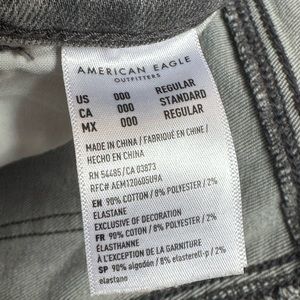 AMERICAN EAGLE
OUTFITTERS
US 000 REGULAR
CA 000 STANDARD
MX 000 REGULAR
MADE IN CHINA / FABRIQUÉ EN CHINE /
HECHO EN CHINA
RN 54485/CA 03873
RFC# AEM120605U9A
EN 90% COTTON / 8% POLYESTER / 2%
ELASTANE
EXCLUSIVE OF DECORATION
FR 90% COTON / 8% POLYESTER / 2%
ÉLASTHANNE
À L'EXCEPTION DE LA GARNITURE
SP 90% algodón / 8% elasterell-p / 2%
elastano